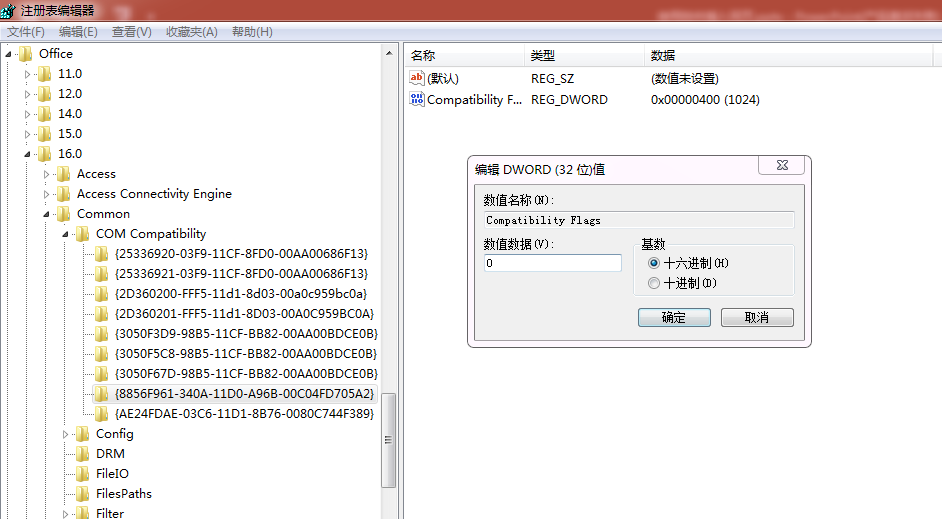 注册表编辑器
文件(F) 编辑(E) 查看(V) 收藏夹(A) 帮助(H)
Office
11.0
12.0
14.0
15.0
16.0
Access
Access Connectivity Engine
Common
COM Compatibility
{25336920-03F9-11CF-8FD0-00AA00686F13}
{25336921-03F9-11CF-8FD0-00AA00686F13}
{2D360200-FFF5-11d1-8d03-00a0c959bc0a}
{2D360201-FFF5-11d1-8D03-00A0C959BC0A}
{3050F3D9-98B5-11CF-BB82-00AA00BDCE0B}
{3050F5C8-98B5-11CF-BB82-00AA00BDCE0B}
{3050F67D-98B5-11CF-BB82-00AA00BDCE0B}
{8856F961-340A-11D0-A96B-00C04FD705A2}
{AE24FDAE-03C6-11D1-8B76-0080C744F389}
Config
DRM
FileIO
FilesPaths
Filter
名称 类型 数据
ab (默认) REG_SZ (数值未设置)
Compatibility F... REG_DWORD 0x00000400 (1024)
编辑 DWORD (32 位)值
数值名称(N):
Compatibility Flags
数值数据(V): 基数
0 十六进制(H)
十进制(D)
确定 取消